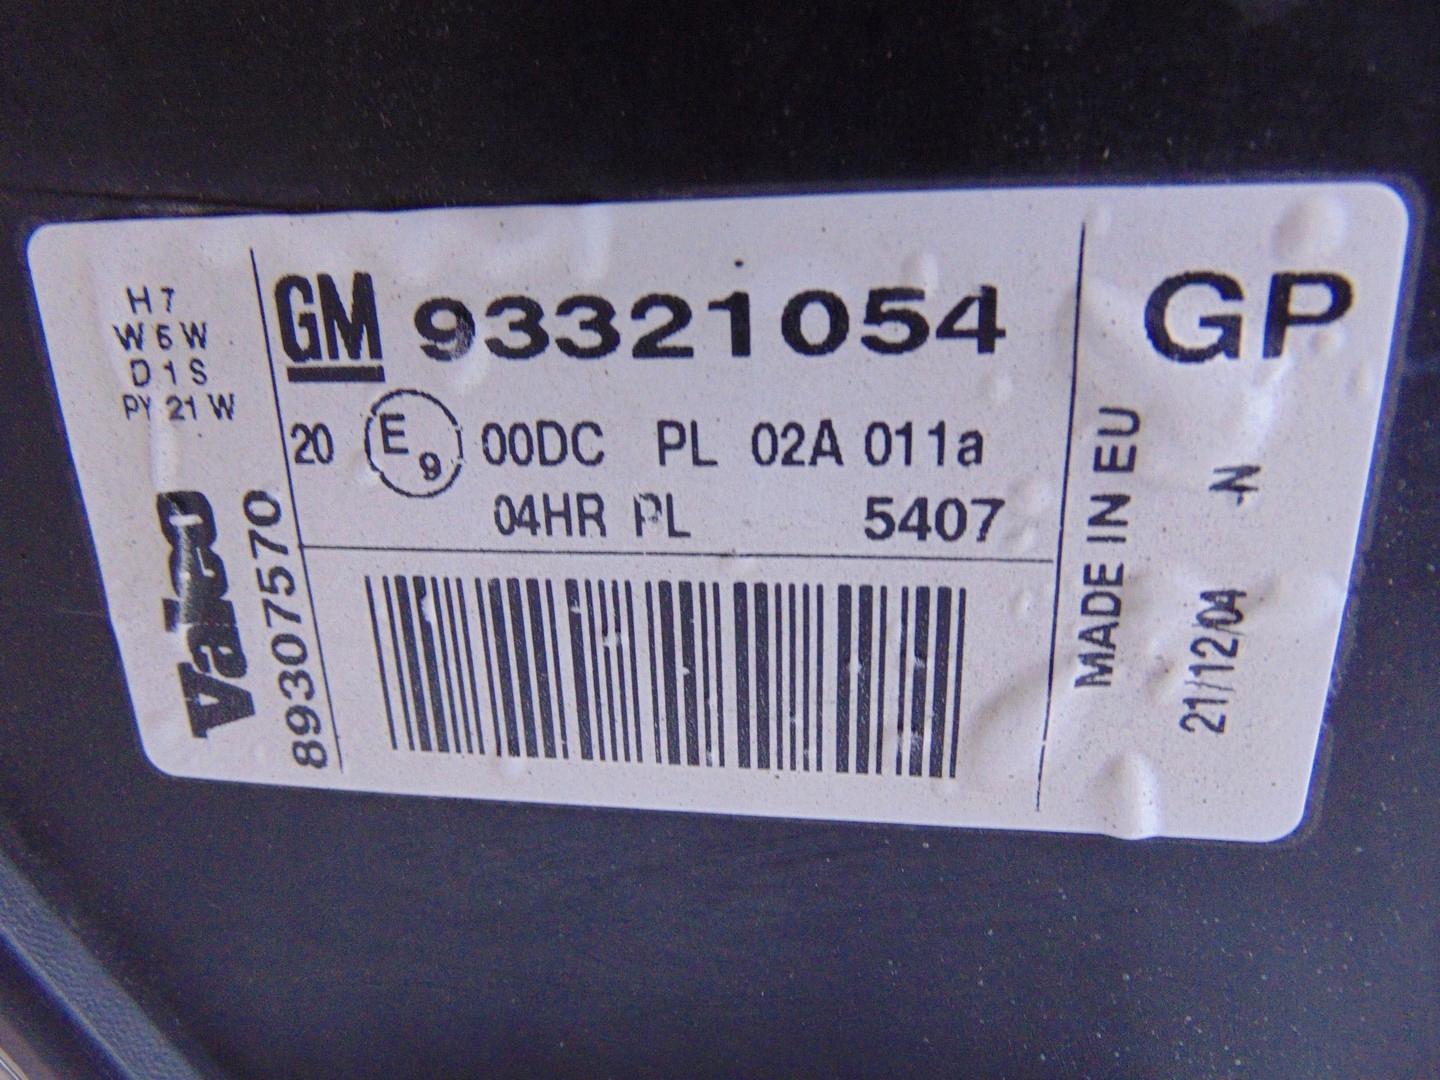 H7
W5W
D1S
PY 21 W
Valeo
89307570
GM 93321054
20 E9 00DC PL 02A 011a
04HR PL 5407
MADE IN EU
GP
N
21/12/04